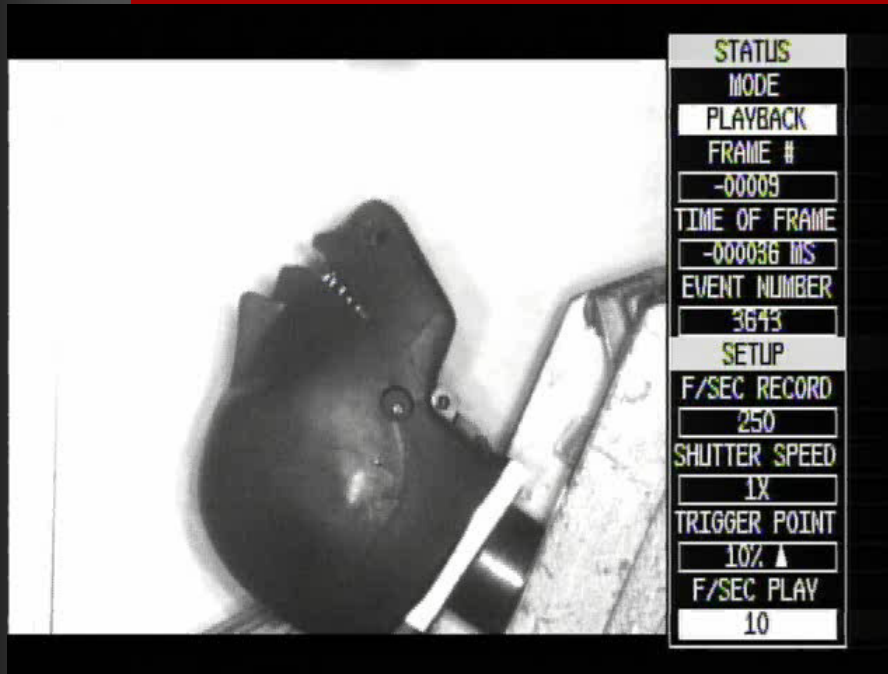 STATUS
MODE
PLAYBACK
FRAME #
-00009
TIME OF FRAME
-000036 MS
EVENT NUMBER
3643
SETUP
F/SEC RECORD
250
SHUTTER SPEED
1X
TRIGGER POINT
10%
F/SEC PLAY
10